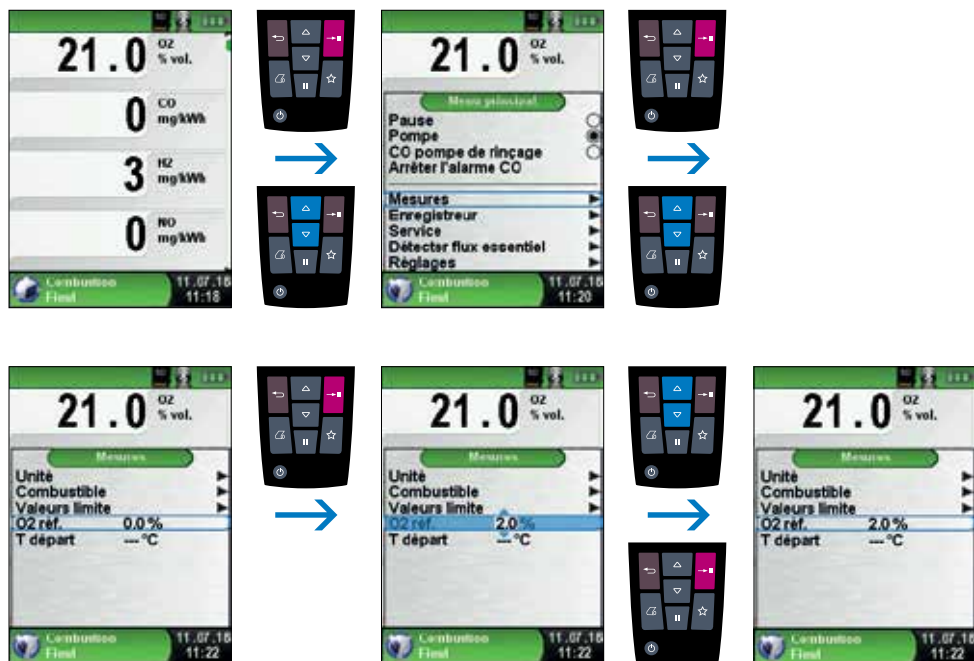 21.0 O2 % vol.
0 CO mg/kWh
3 H2 mg/kWh
0 NO mg/kWh
Combustion 11.07.16
Fioul 11:18
21.0 O2 % vol.
Menu principal
Pause
Pompe
CO pompe de rinçage
Arrêter l'alarme CO
Mesures
Enregistreur
Service
Détecter flux essentiel
Réglages
Combustion 11.07.16
Fioul 11:20
21.0 O2 % vol.
Mesures
Unité
Combustible
Valeurs limite
O2 réf. 0.0 %
T départ --- °C
Combustion 11.07.16
Fioul 11:22
21.0 O2 % vol.
Mesures
Unité
Combustible
Valeurs limite
O2 réf. 2.0 %
T départ --- °C
Combustion 11.07.16
Fioul 11:22
21.0 O2 % vol.
Mesures
Unité
Combustible
Valeurs limite
O2 réf. 2.0 %
T départ --- °C
Combustion 11.07.16
Fioul 11:22